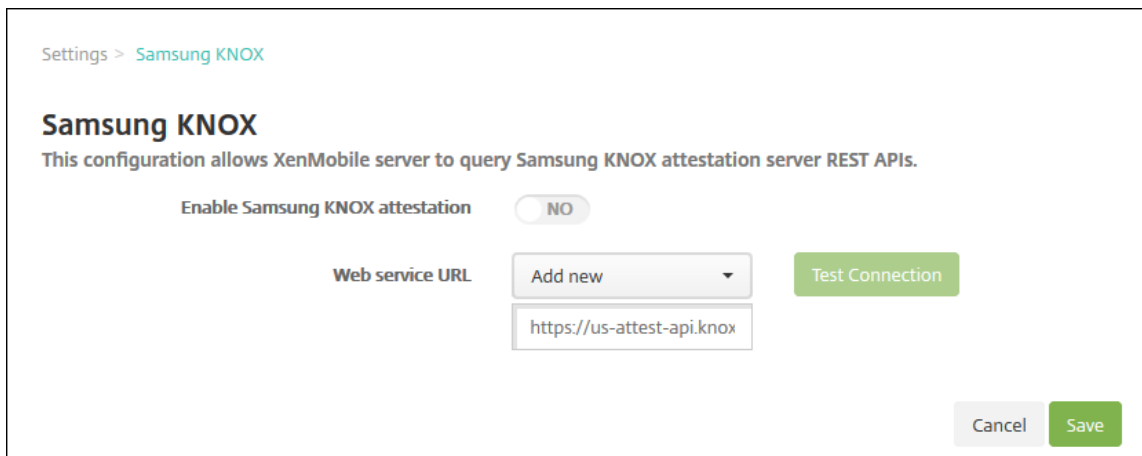 Settings > Samsung KNOX
Samsung KNOX
This configuration allows XenMobile server to query Samsung KNOX attestation server REST APIs.
Enable Samsung KNOX attestation NO
Web service URL Add new Test Connection
https://us-attest-api.knox
Cancel Save